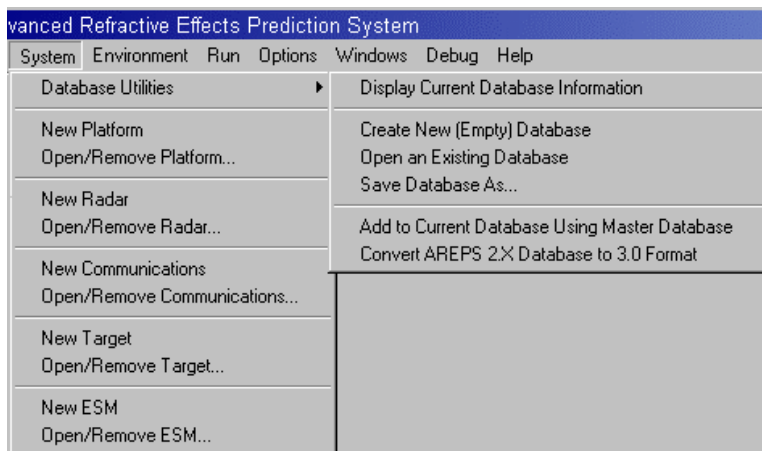 vanced Refractive Effects Prediction System
System Environment Run Options Windows Debug Help
Database Utilities
New Platform
Open/Remove Platform...
New Radar
Open/Remove Radar...
New Communications
Open/Remove Communications...
New Target
Open/Remove Target...
New ESM
Open/Remove ESM...
Display Current Database Information
Create New (Empty) Database
Open an Existing Database
Save Database As...
Add to Current Database Using Master Database
Convert AREPS 2.X Database to 3.0 Format